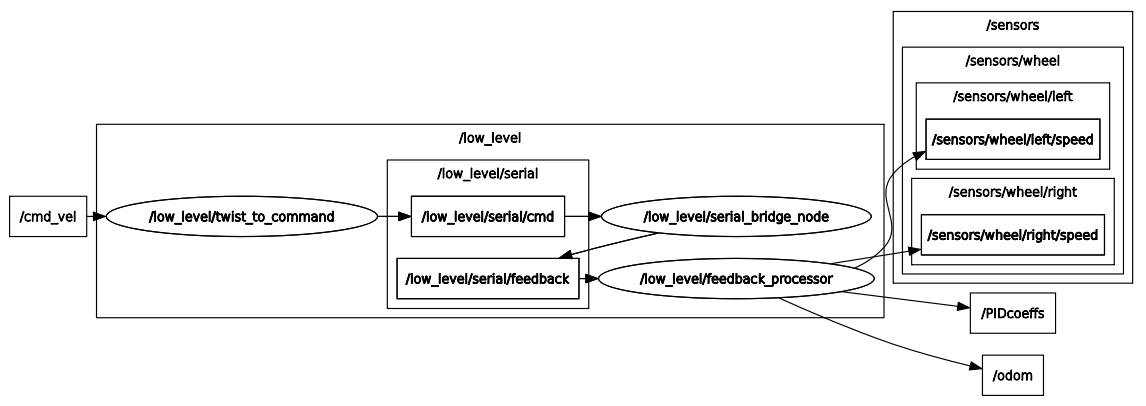 /sensors
/sensors/wheel
/sensors/wheel/left
/sensors/wheel/left/speed
/low_level
/low_level/serial
/sensors/wheel/right
/cmd_vel
/low_level/twist_to_command
/low_level/serial/cmd
/low_level/serial_bridge_node
/sensors/wheel/right/speed
/low_level/serial/feedback
/low_level/feedback_processor
/PIDcoeffs
/odom